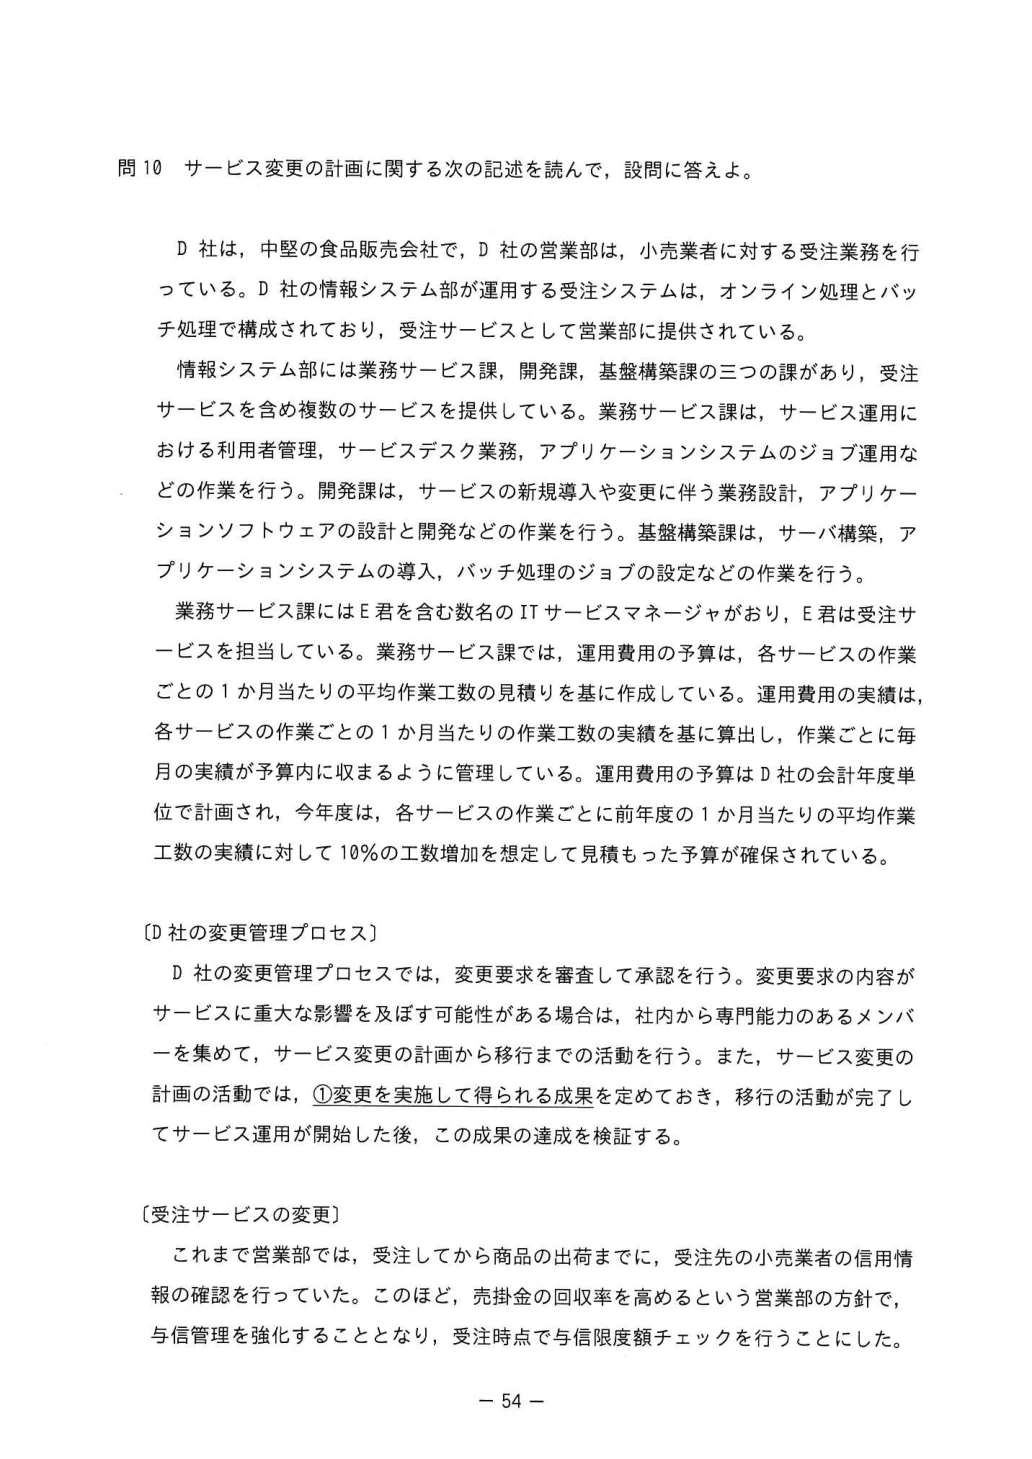 問10 サービス変更の計画に関する次の記述を読んで，設問に答えよ。
D 社は，中堅の食品販売会社で，D 社の営業部は，小売業者に対する受注業務を行
っている。D 社の情報システム部が運用する受注システムは，オンライン処理とバッ
チ処理で構成されており，受注サービスとして営業部に提供されている。
情報システム部には業務サービス課，開発課，基盤構築課の三つの課があり，受注
サービスを含め複数のサービスを提供している。業務サービス課は，サービス運用に
おける利用者管理，サービスデスク業務，アプリケーションシステムのジョブ運用な
どの作業を行う。開発課は，サービスの新規導入や変更に伴う業務設計，アプリケー
ションソフトウェアの設計と開発などの作業を行う。基盤構築課は，サーバ構築，ア
プリケーションシステムの導入，バッチ処理のジョブの設定などの作業を行う。
業務サービス課にはE君を含む数名のITサービスマネージャがおり，E君は受注サ
ービスを担当している。業務サービス課では，運用費用の予算は，各サービスの作業
ごとの1か月当たりの平均作業工数の見積りを基に作成している。運用費用の実績は，
各サービスの作業ごとの1か月当たりの作業工数の実績を基に算出し，作業ごとに毎
月の実績が予算内に収まるように管理している。運用費用の予算はD社の会計年度単
位で計画され，今年度は，各サービスの作業ごとに前年度の1か月当たりの平均作業
工数の実績に対して10%の工数増加を想定して見積もった予算が確保されている。
〔D社の変更管理プロセス〕
D 社の変更管理プロセスでは，変更要求を審査して承認を行う。変更要求の内容が
サービスに重大な影響を及ぼす可能性がある場合は，社内から専門能力のあるメンバ
ーを集めて，サービス変更の計画から移行までの活動を行う。また，サービス変更の
計画の活動では，①変更を実施して得られる成果を定めておき，移行の活動が完了し
てサービス運用が開始した後，この成果の達成を検証する。
〔受注サービスの変更〕
これまで営業部では，受注してから商品の出荷までに，受注先の小売業者の信用情
報の確認を行っていた。このほど，売掛金の回収率を高めるという営業部の方針で，
与信管理を強化することとなり，受注時点で与信限度額チェックを行うことにした。
― 54 ―